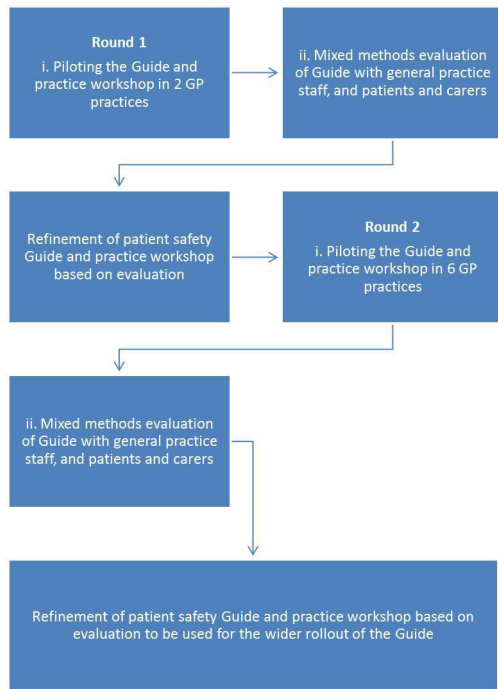 Round 1
i. Piloting the Guide and
practice workshop in 2 GP
practices
ii. Mixed methods evaluation
of Guide with general practice
staff, and patients and carers
Refinement of patient safety
Guide and practice workshop
based on evaluation
Round 2
i. Piloting the Guide and
practice workshop in 6 GP
practices
ii. Mixed methods evaluation
of Guide with general practice
staff, and patients and carers
Refinement of patient safety Guide and practice workshop based on
evaluation to be used for the wider rollout of the Guide